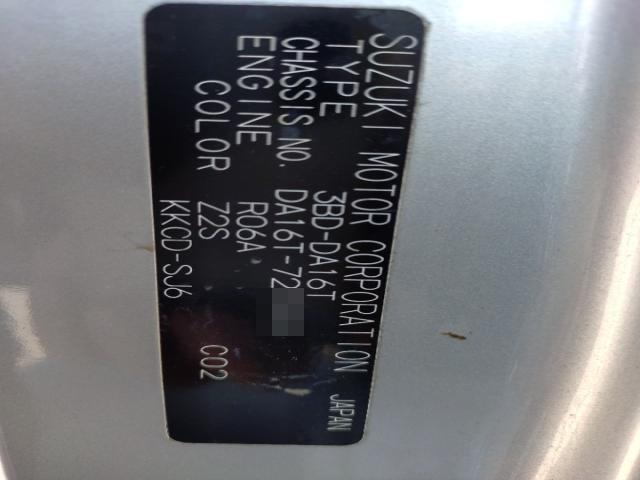 SUZUKI MOTOR CORPORATION JAPAN
TYPE 3BD-DA16T
CHASSIS NO. DA16T-72
ENGINE R06A
COLOR Z2S C02
KKCD-SJ6